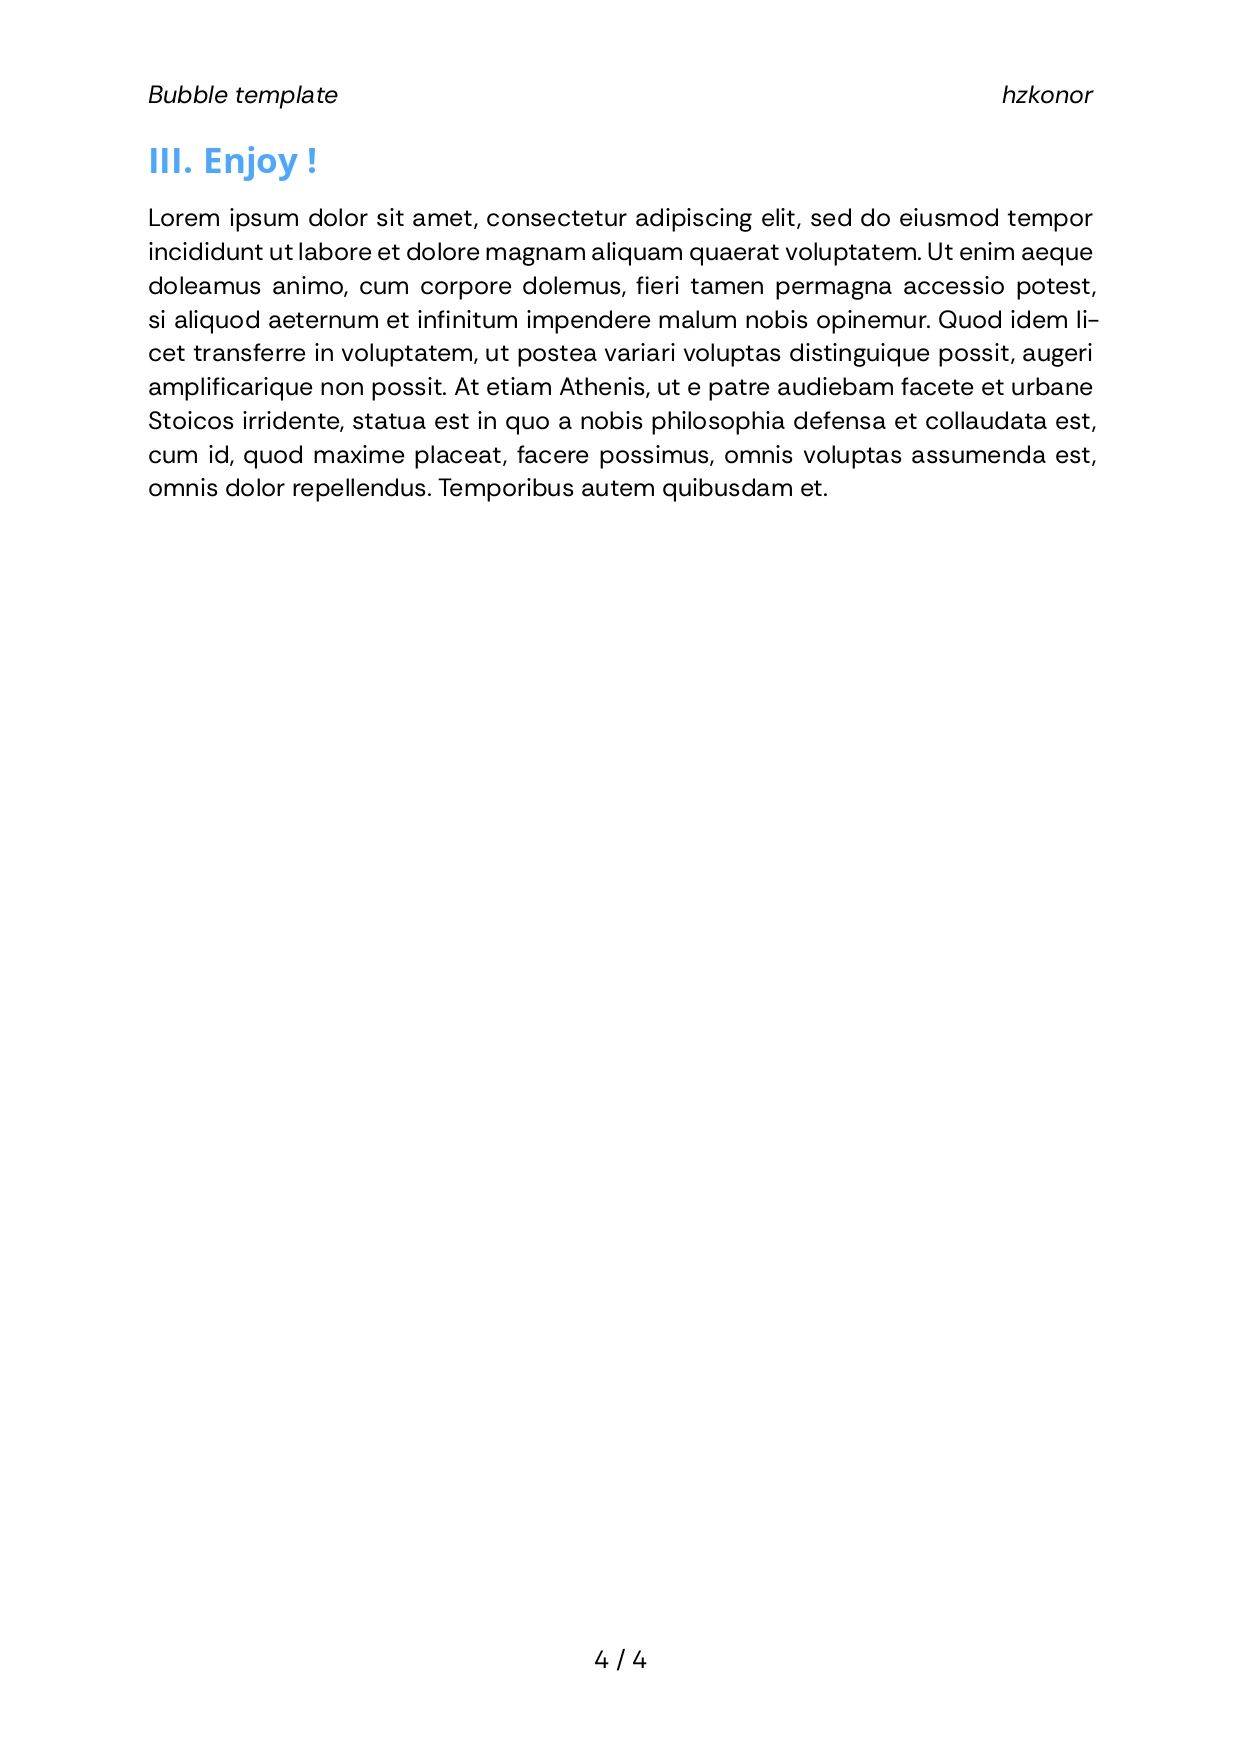 Bubble template hzkonor
III. Enjoy !
Lorem ipsum dolor sit amet, consectetur adipiscing elit, sed do eiusmod tempor
incididunt ut labore et dolore magnam aliquam quaerat voluptatem. Ut enim aeque
doleamus animo, cum corpore dolemus, fieri tamen permagna accessio potest,
si aliquod aeternum et infinitum impendere malum nobis opinemur. Quod idem li-
cet transferre in voluptatem, ut postea variari voluptas distinguique possit, augeri
amplificarique non possit. At etiam Athenis, ut e patre audiebam facete et urbane
Stoicos irridente, statua est in quo a nobis philosophia defensa et collaudata est,
cum id, quod maxime placeat, facere possimus, omnis voluptas assumenda est,
omnis dolor repellendus. Temporibus autem quibusdam et.
4 / 4